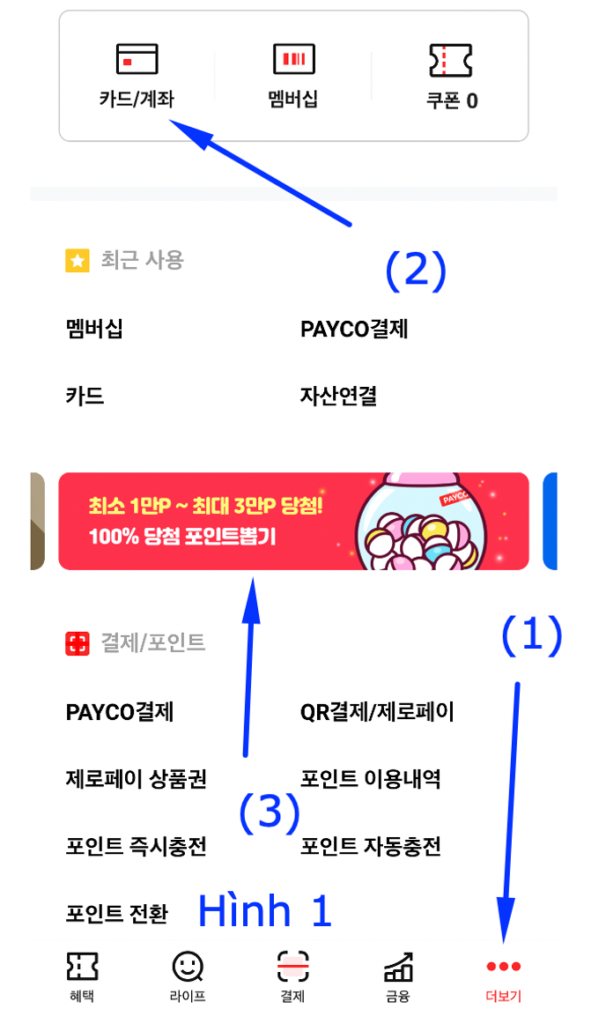 카드/계좌
멤버십
쿠폰 0
(2)
최근 사용
멤버십
PAYCO결제
카드
자산연결
최소 1만P ~ 최대 3만P 당첨!
100% 당첨 포인트뽑기
PAYCO
(1)
결제/포인트
PAYCO결제
QR결제/제로페이
제로페이 상품권
포인트 이용내역
(3)
포인트 즉시충전
포인트 자동충전
포인트 전환
Hình 1
혜택
라이프
결제
금융
더보기